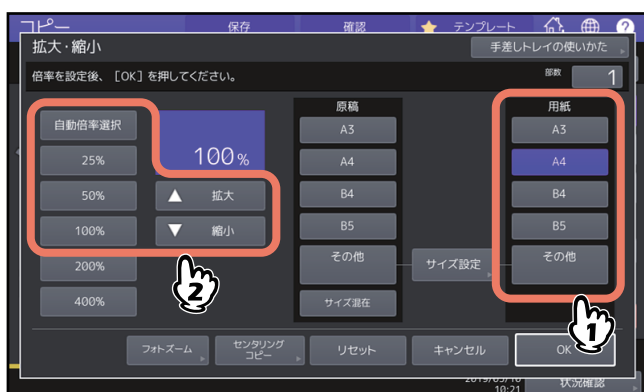 コピー
保存
確認
テンプレート
?
拡大・縮小
手差しトレイの使いかた
倍率を設定後、［OK］を押してください。
部数
1
自動倍率選択
25%
50%
100%
200%
400%
100%
拡大
縮小
2
原稿
A3
A4
B4
B5
その他
サイズ混在
サイズ設定
用紙
A3
A4
B4
B5
その他
1
フォトズーム
センタリング
コピー
リセット
キャンセル
OK
10:21
状況確認